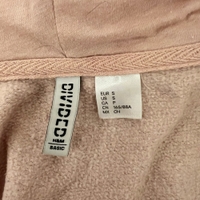 DIVIDED
H&M
BASIC
EUR S
US S
CA P
CN 165/88A
MX CH